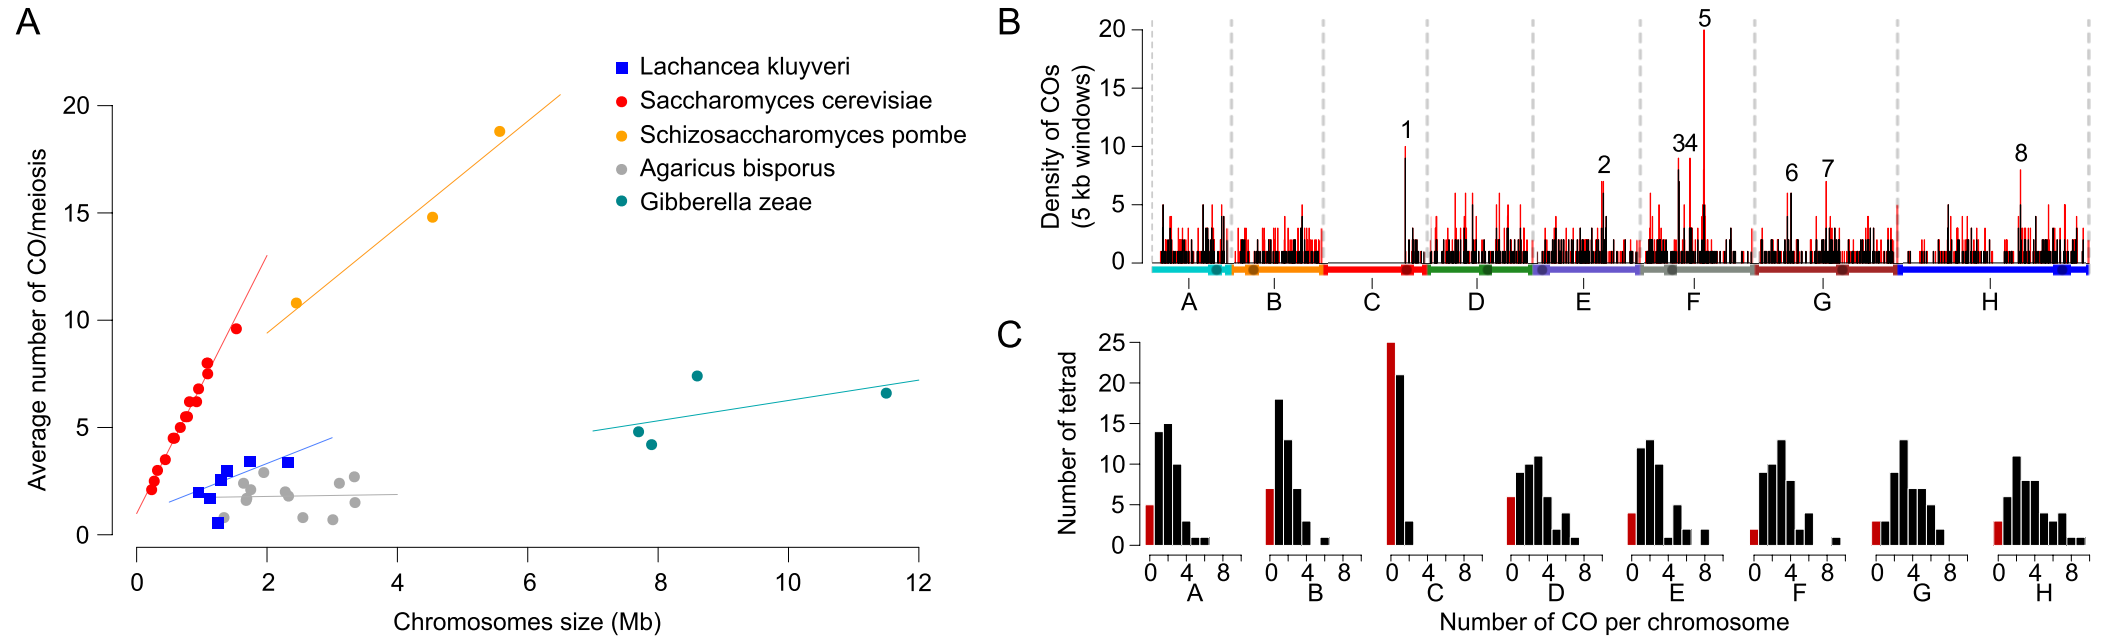 A
Lachancea kluyveri
Saccharomyces cerevisiae
Schizosaccharomyces pombe
Agaricus bisporus
Gibberella zeae
Average number of CO/meiosis
20
15
10
5
0
0 2 4 6 8 10 12
Chromosomes size (Mb)
B
Density of COs
(5 kb windows)
20
15
10
5
0
1 2 3 4 5 6 7 8
A B C D E F G H
C
Number of tetrad
25
20
15
10
5
0
0 4 8 0 4 8 0 4 8 0 4 8 0 4 8 0 4 8 0 4 8 0 4 8
A B C D E F G H
Number of CO per chromosome